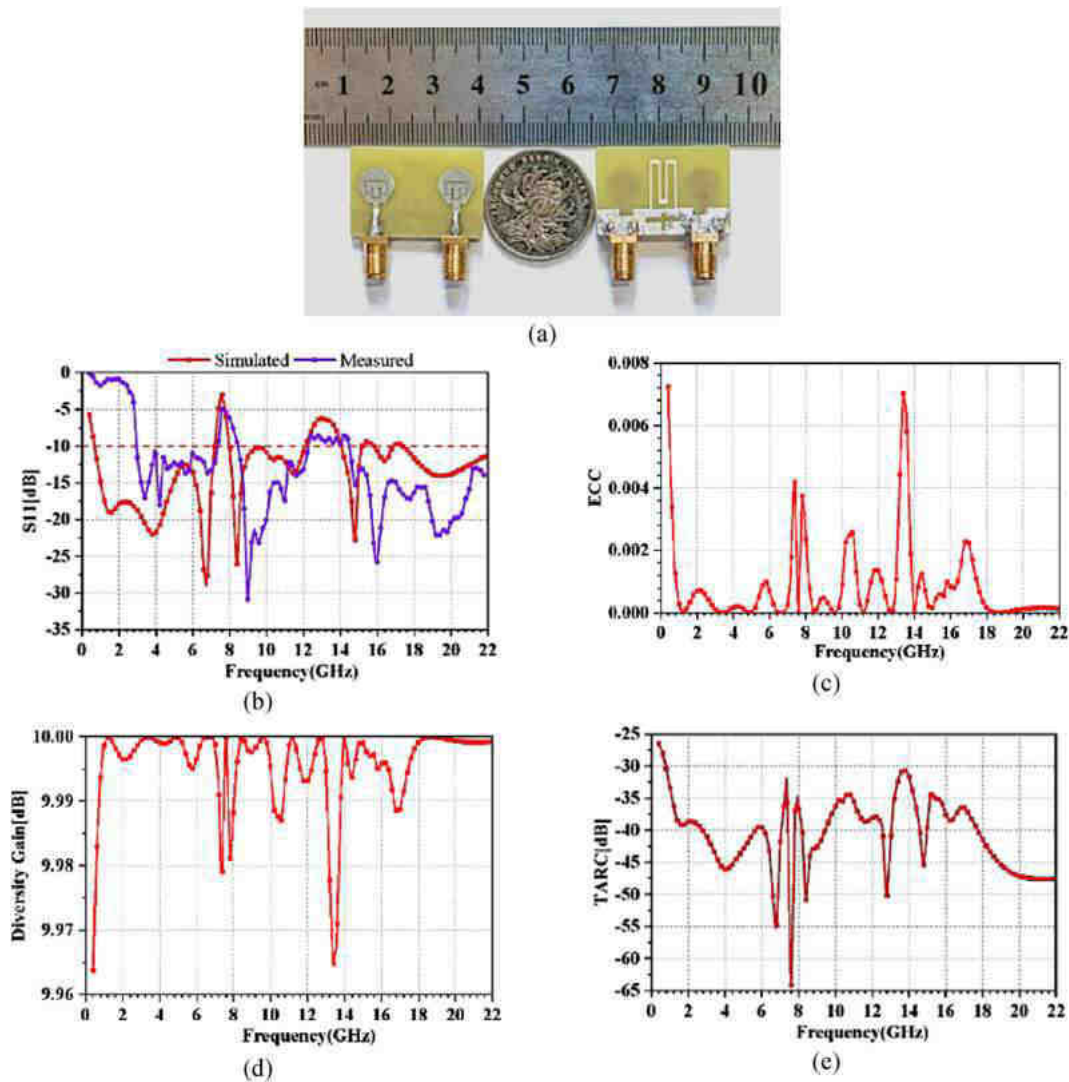 cm 1 2 3 4 5 6 7 8 9 10
(a)
Simulated Measured
0
-5
-10
-15
-20
-25
-30
-35
S11[dB]
0 2 4 6 8 10 12 14 16 18 20 22
Frequency(GHz)
(b)
0.008
0.006
0.004
0.002
0.000
ECC
0 2 4 6 8 10 12 14 16 18 20 22
Frequency(GHz)
(c)
10.00
9.99
9.98
9.97
9.96
Diversity Gain[dB]
0 2 4 6 8 10 12 14 16 18 20 22
Frequency(GHz)
(d)
-25
-30
-35
-40
-45
-50
-55
-60
-65
TARC[dB]
0 2 4 6 8 10 12 14 16 18 20 22
Frequency(GHz)
(e)